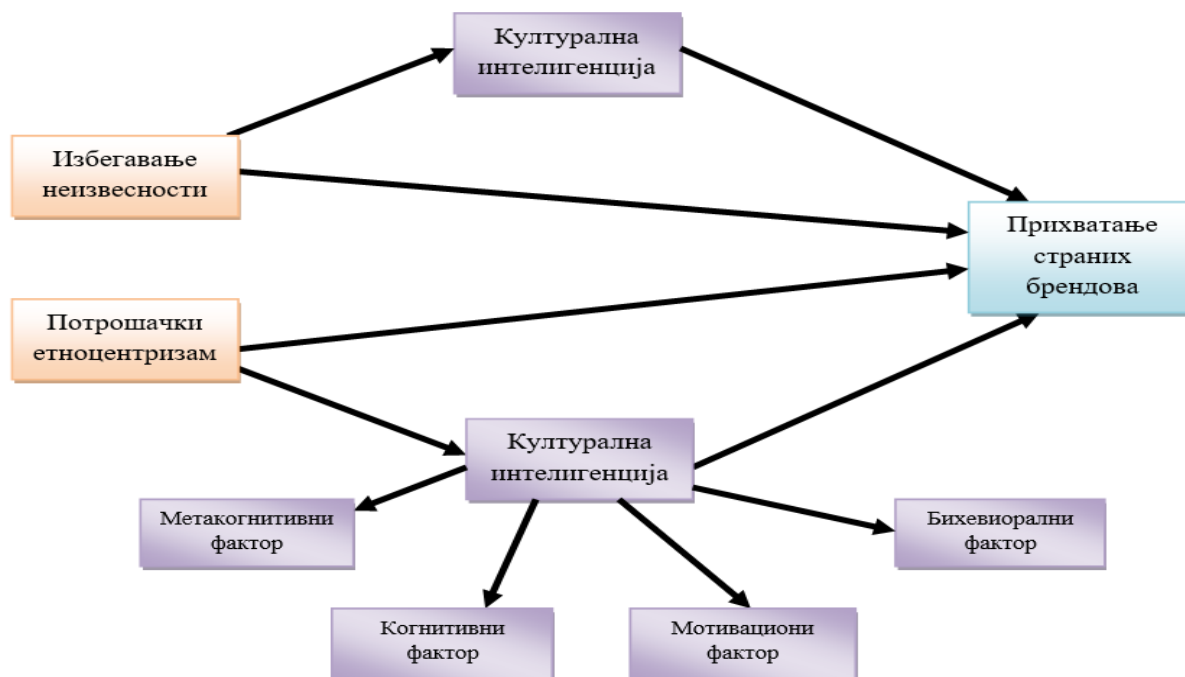 Културална
интелигенција
Избегавање
неизвесности
Прихватање
страних
брендова
Потрошачки
етноцентризам
Културална
интелигенција
Метакогнитивни
фактор
Бихевиорални
фактор
Когнитивни
фактор
Мотивациони
фактор